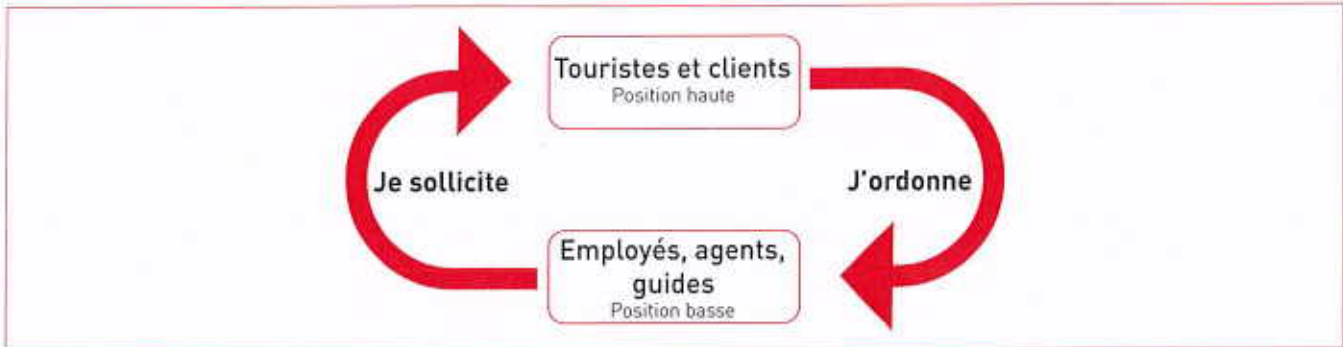 Touristes et clients
Position haute
Je sollicite
J'ordonne
Employés, agents,
guides
Position basse